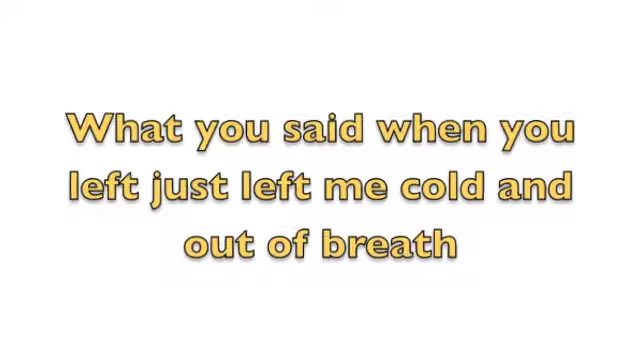 What you said when you
left just left me cold and
out of breath